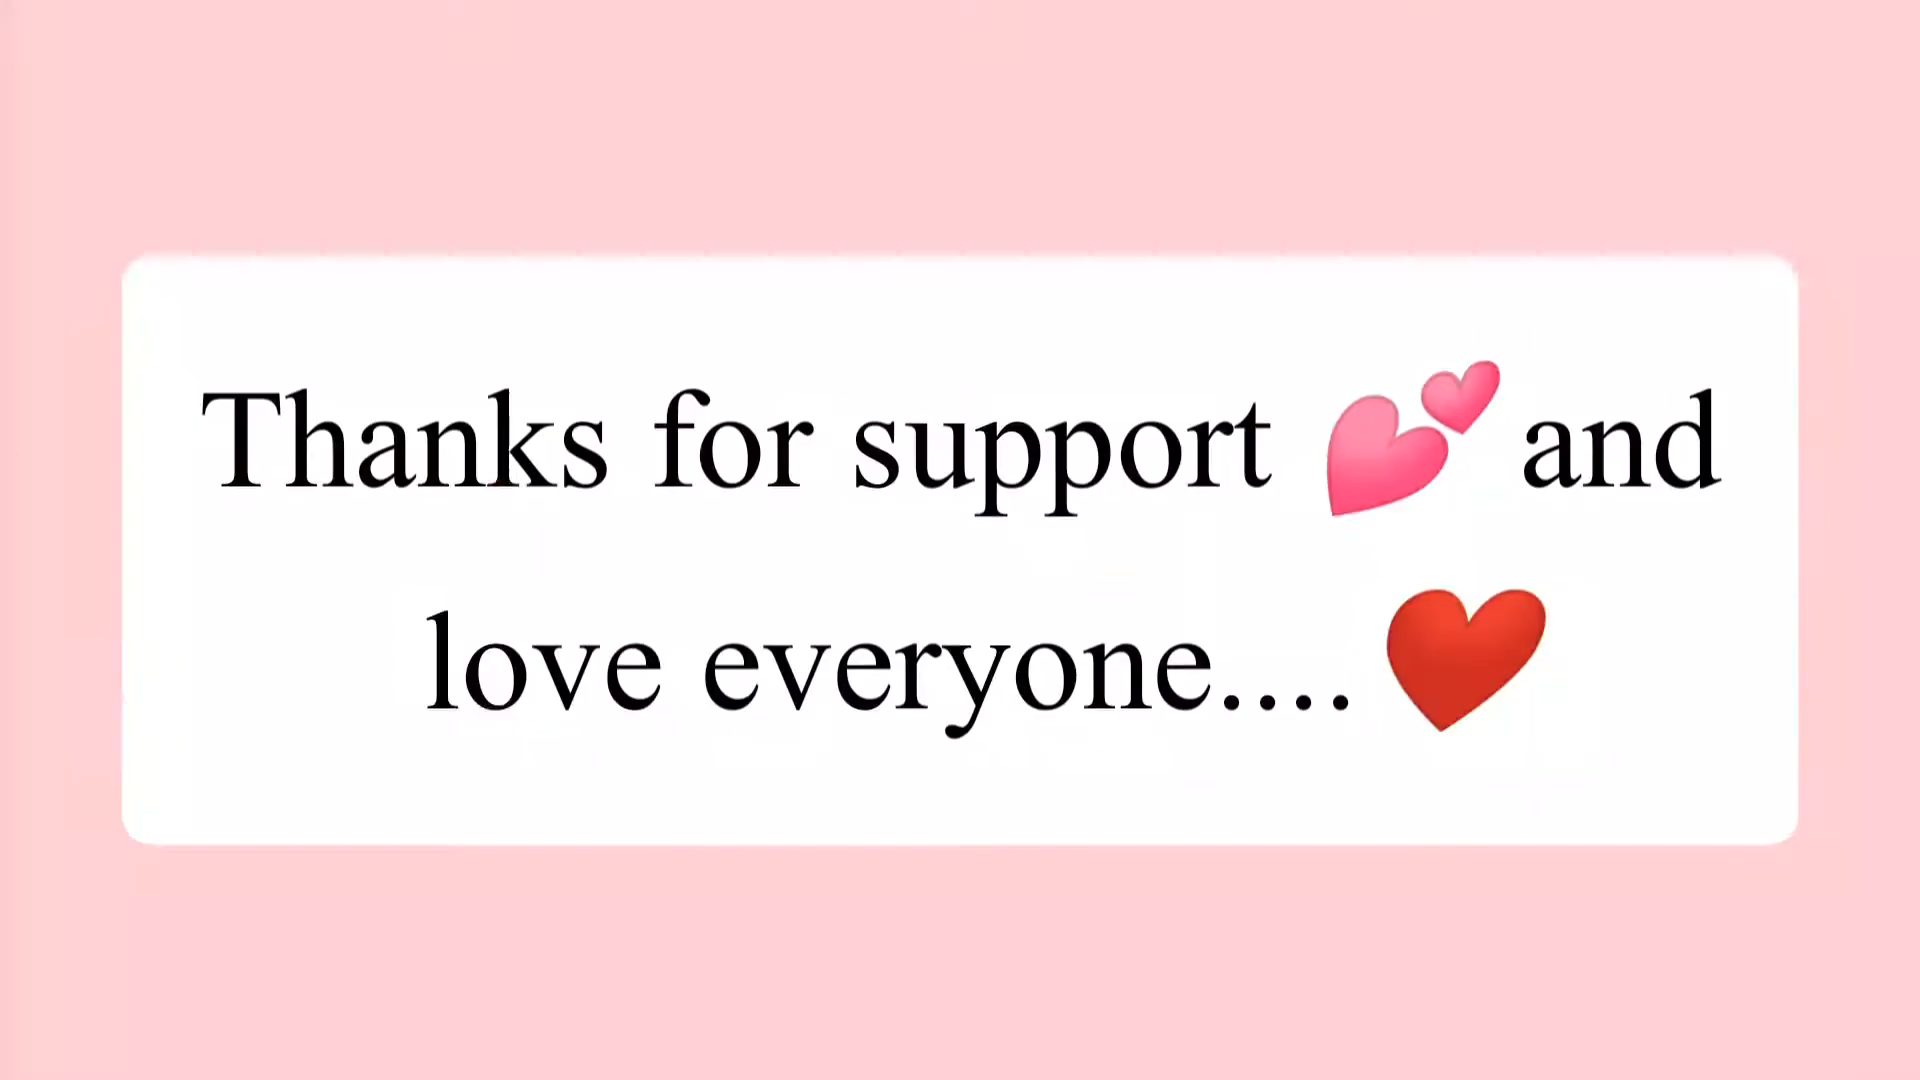 Thanks for support 💕 and
love everyone.... ❤️